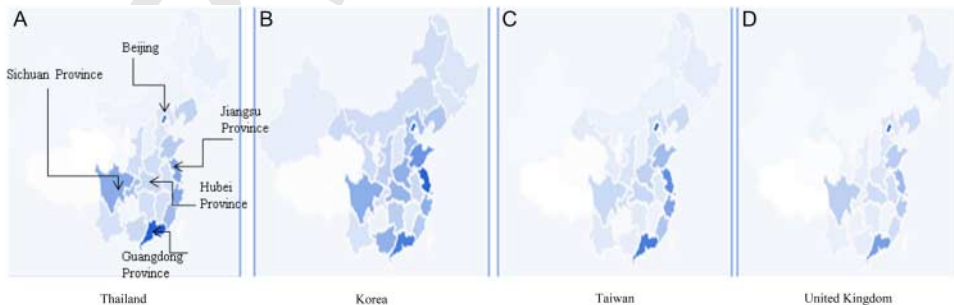 A
B
C
D
Beijing
Sichuan Province
Jiangsu
Province
Hubei
Province
Guangdong
Province
Thailand
Korea
Taiwan
United Kingdom